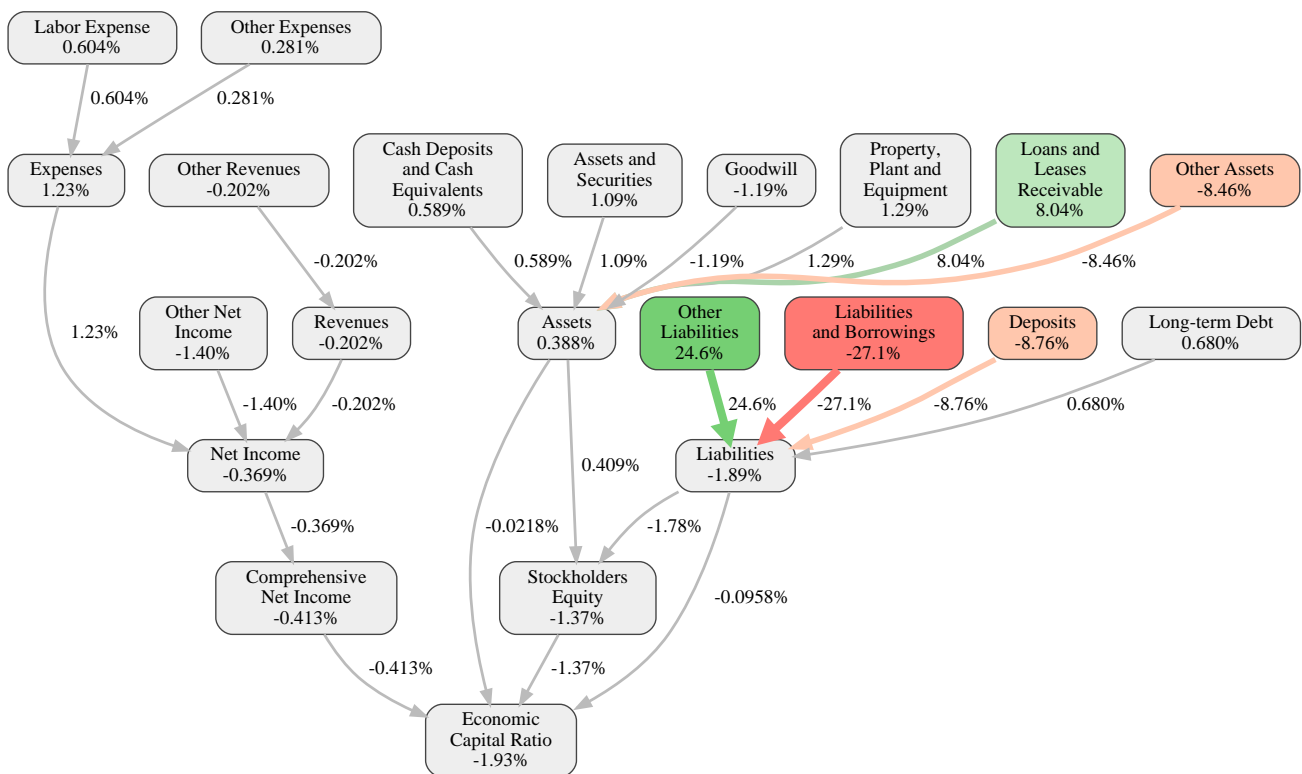 Labor Expense
0.604%
Other Expenses
0.281%
0.604%
0.281%
Expenses
1.23%
Other Revenues
-0.202%
Cash Deposits
and Cash
Equivalents
0.589%
Assets and
Securities
1.09%
Goodwill
-1.19%
Property,
Plant and
Equipment
1.29%
Loans and
Leases
Receivable
8.04%
Other Assets
-8.46%
-0.202%
0.589%
1.09%
-1.19%
1.29%
8.04%
-8.46%
1.23%
Other Net
Income
-1.40%
Revenues
-0.202%
Assets
0.388%
Other
Liabilities
24.6%
Liabilities
and Borrowings
-27.1%
Deposits
-8.76%
Long-term Debt
0.680%
-1.40%
-0.202%
24.6%
-27.1%
-8.76%
0.680%
Net Income
-0.369%
0.409%
Liabilities
-1.89%
-0.369%
-0.0218%
-1.78%
Comprehensive
Net Income
-0.413%
Stockholders
Equity
-1.37%
-0.0958%
-0.413%
-1.37%
Economic
Capital Ratio
-1.93%